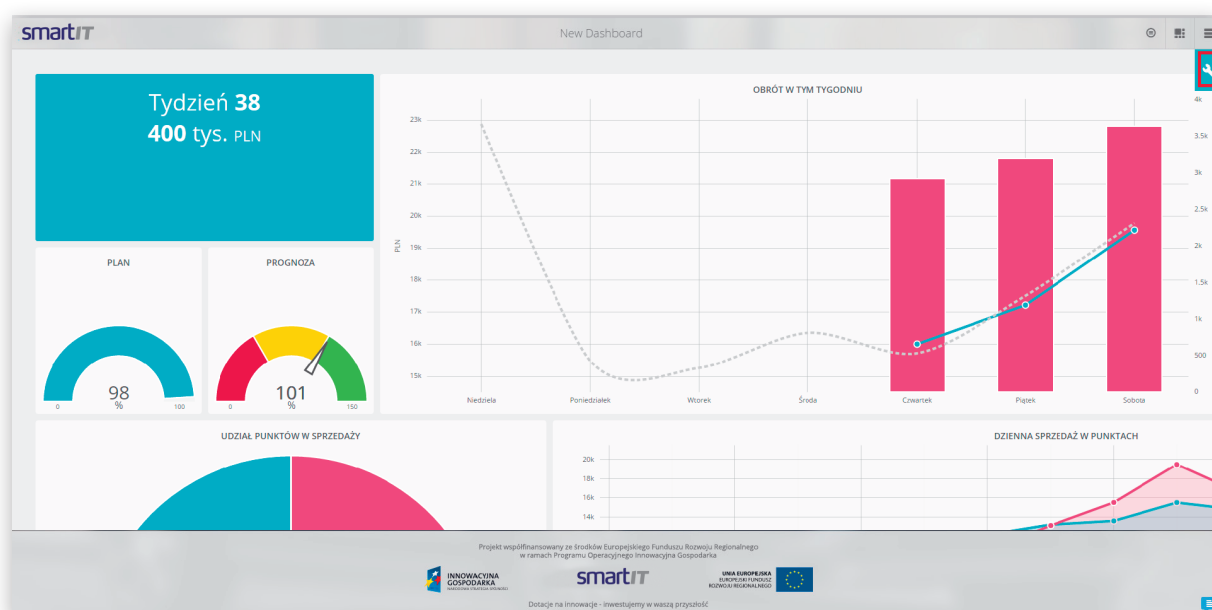 smartIT
New Dashboard
Tydzień 38
400 tys. PLN
OBRÓT W TYM TYGODNIU
23k
22k
21k
20k
19k
18k
17k
16k
15k
PLN
4k
3.5k
3k
2.5k
2k
1.5k
1k
500
0
Niedziela
Poniedziałek
Wtorek
Środa
Czwartek
Piątek
Sobota
PLAN
98
%
0
100
PROGNOZA
101
%
0
150
UDZIAŁ PUNKTÓW W SPRZEDAŻY
DZIENNA SPRZEDAŻ W PUNKTACH
20k
18k
16k
14k
Projekt współfinansowany ze środków Europejskiego Funduszu Rozwoju Regionalnego
w ramach Programu Operacyjnego Innowacyjna Gospodarka
INNOWACYJNA
GOSPODARKA
NARODOWA STRATEGIA SPÓJNOŚCI
smartIT
UNIA EUROPEJSKA
EUROPEJSKI FUNDUSZ
ROZWOJU REGIONALNEGO
Dotacje na innowacje - inwestujemy w waszą przyszłość